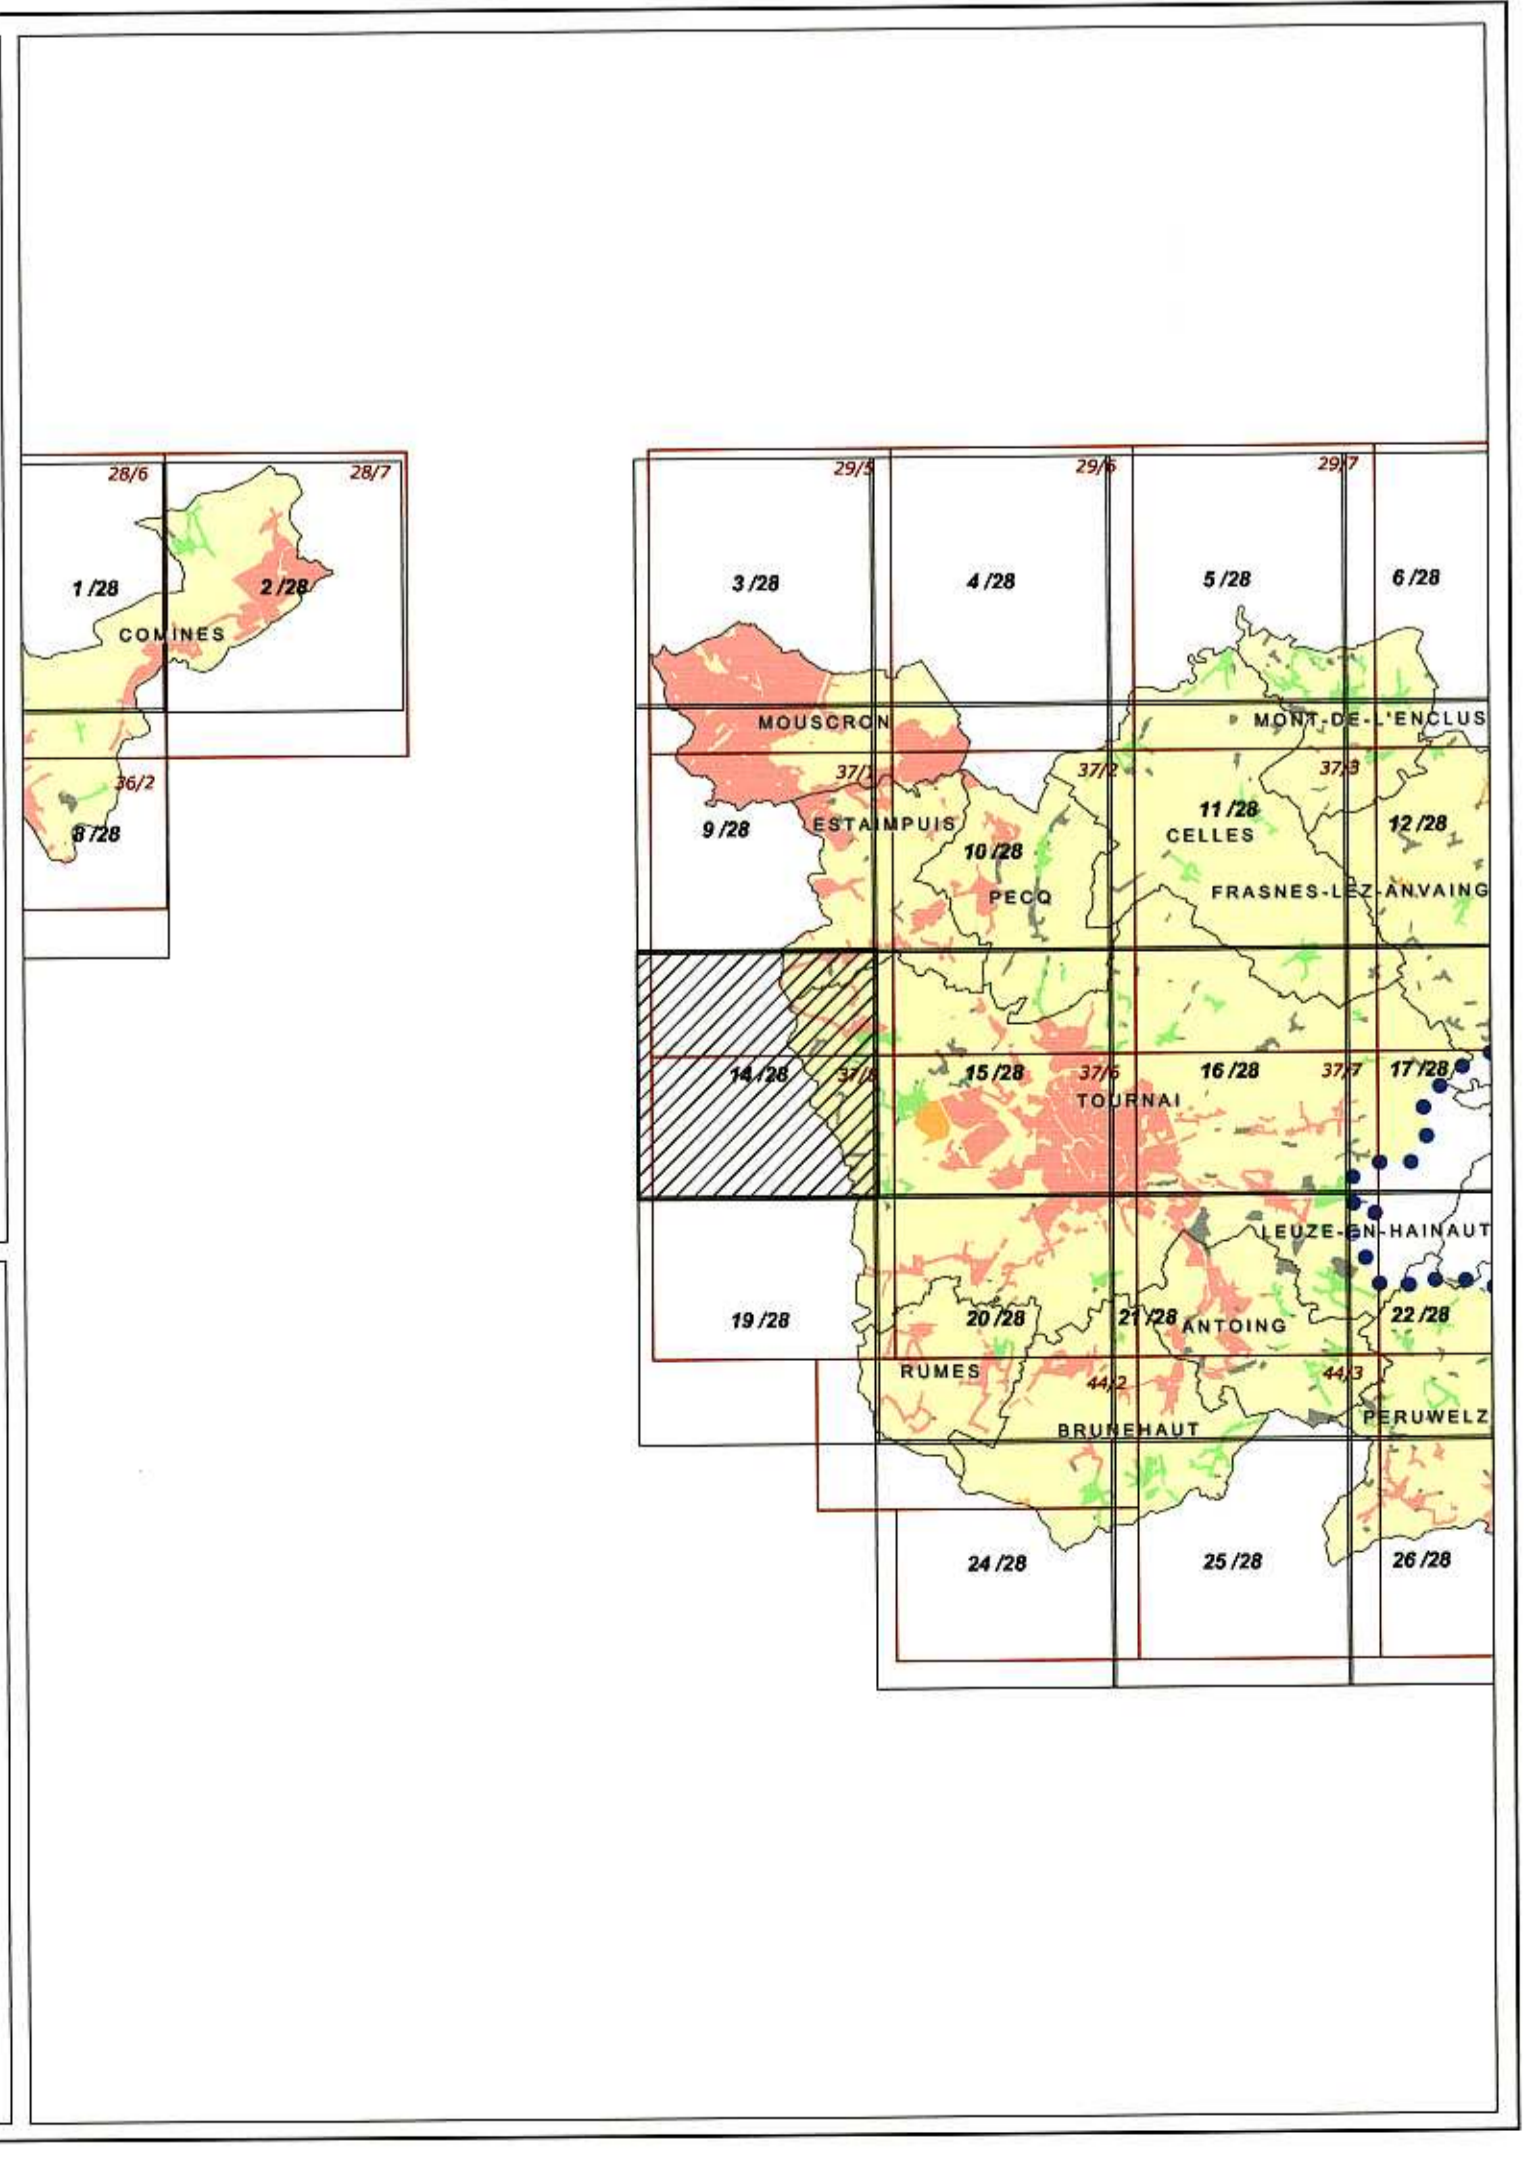 28/6 28/7
29/5 29/6 29/7
1 /28 2 /28 3 /28 4 /28 5 /28 6 /28
COMINES
MOUSCRON MONT-DE-L'ENCLUS
36/2 37/1 37/2 37/3
8 /28 9 /28 10 /28 11 /28 12 /28
ESTAIMPUIS CELLES
PECQ FRASNES-LEZ-ANVAING
14 /28 15 /28 37/6 16 /28 37/7 17 /28
TOURNAI
LEUZE-EN-HAINAUT
19 /28 20 /28 21 /28 ANTOING 22 /28
RUMES 44/2 44/3
BRUNEHAUT PERUWELZ
24 /28 25 /28 26 /28